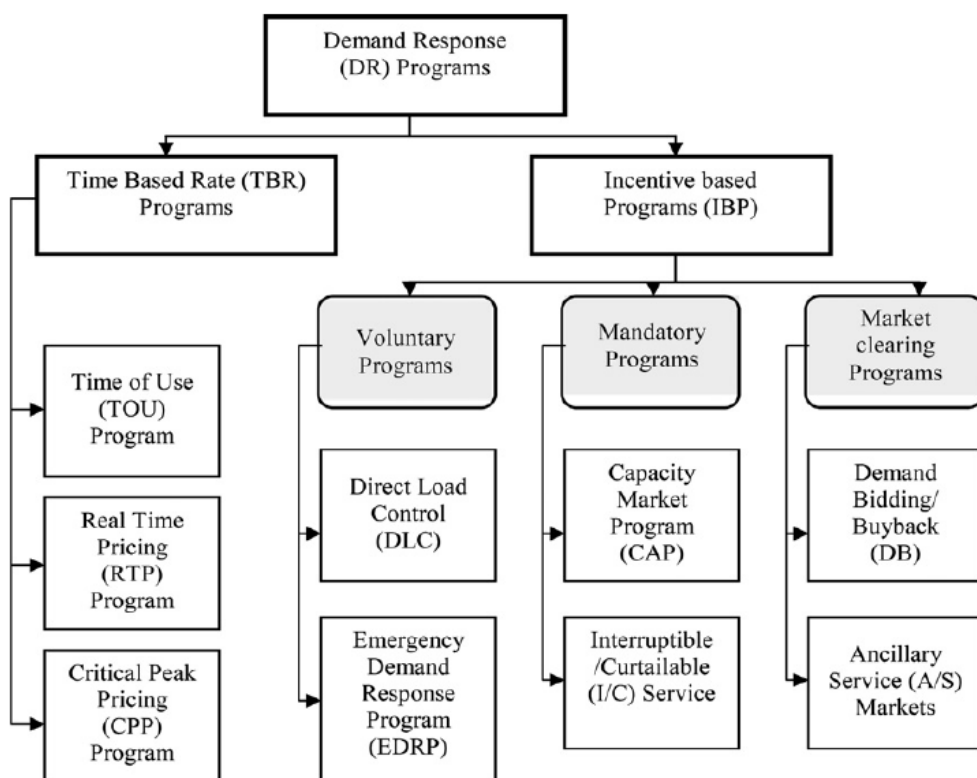 Demand Response
(DR) Programs
Time Based Rate (TBR)
Programs
Incentive based
Programs (IBP)
Voluntary
Programs
Mandatory
Programs
Market
clearing
Programs
Time of Use
(TOU)
Program
Real Time
Pricing
(RTP)
Program
Critical Peak
Pricing
(CPP)
Program
Direct Load
Control
(DLC)
Emergency
Demand
Response
Program
(EDRP)
Capacity
Market
Program
(CAP)
Interruptible
/Curtailable
(I/C) Service
Demand
Bidding/
Buyback
(DB)
Ancillary
Service (A/S)
Markets